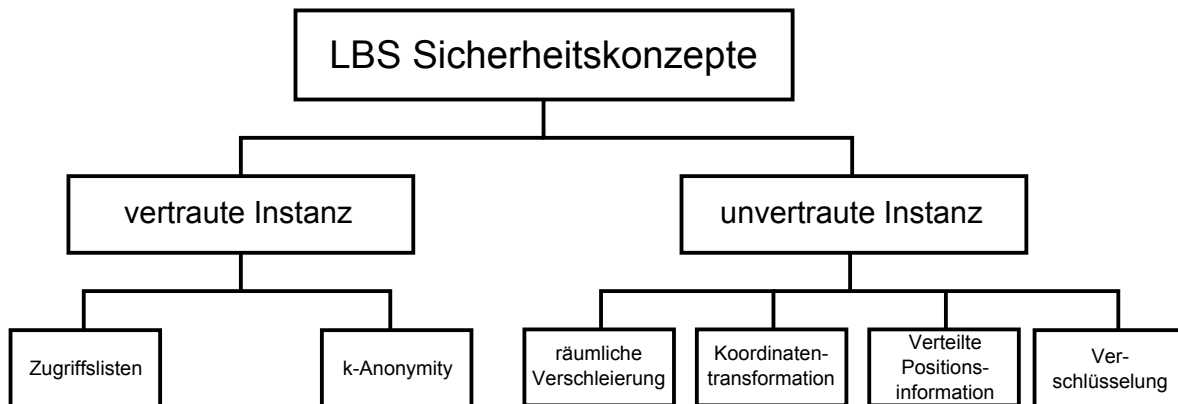 LBS Sicherheitskonzepte
vertraute Instanz
unvertraute Instanz
Zugriffslisten
k-Anonymity
räumliche
Verschleierung
Koordinaten-
transformation
Verteilte
Positions-
information
Ver-
schlüsselung